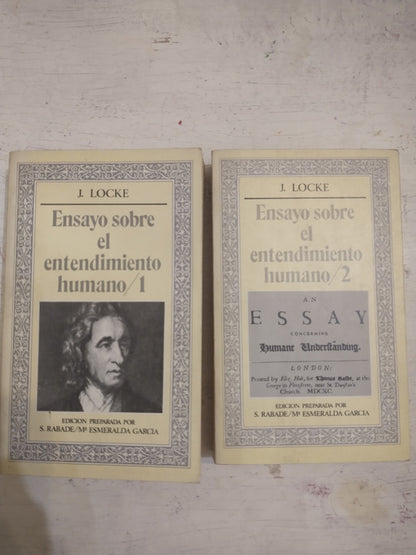 J. LOCKE
Ensayo sobre
el
entendimiento
humano/1
EDICION PREPARADA POR
S. RABADE/Mª ESMERALDA GARCIA
J. LOCKE
Ensayo sobre
el
entendimiento
humano/2
AN
ESSAY
CONCERNING
Humane Understanding.
LONDON:
Printed by Eliz. Holt, for Thomas Basset, at the
George in Fleetstreet, near St. Dunstan's
Church. MDCXC.
EDICION PREPARADA POR
S. RABADE/Mª ESMERALDA GARCIA